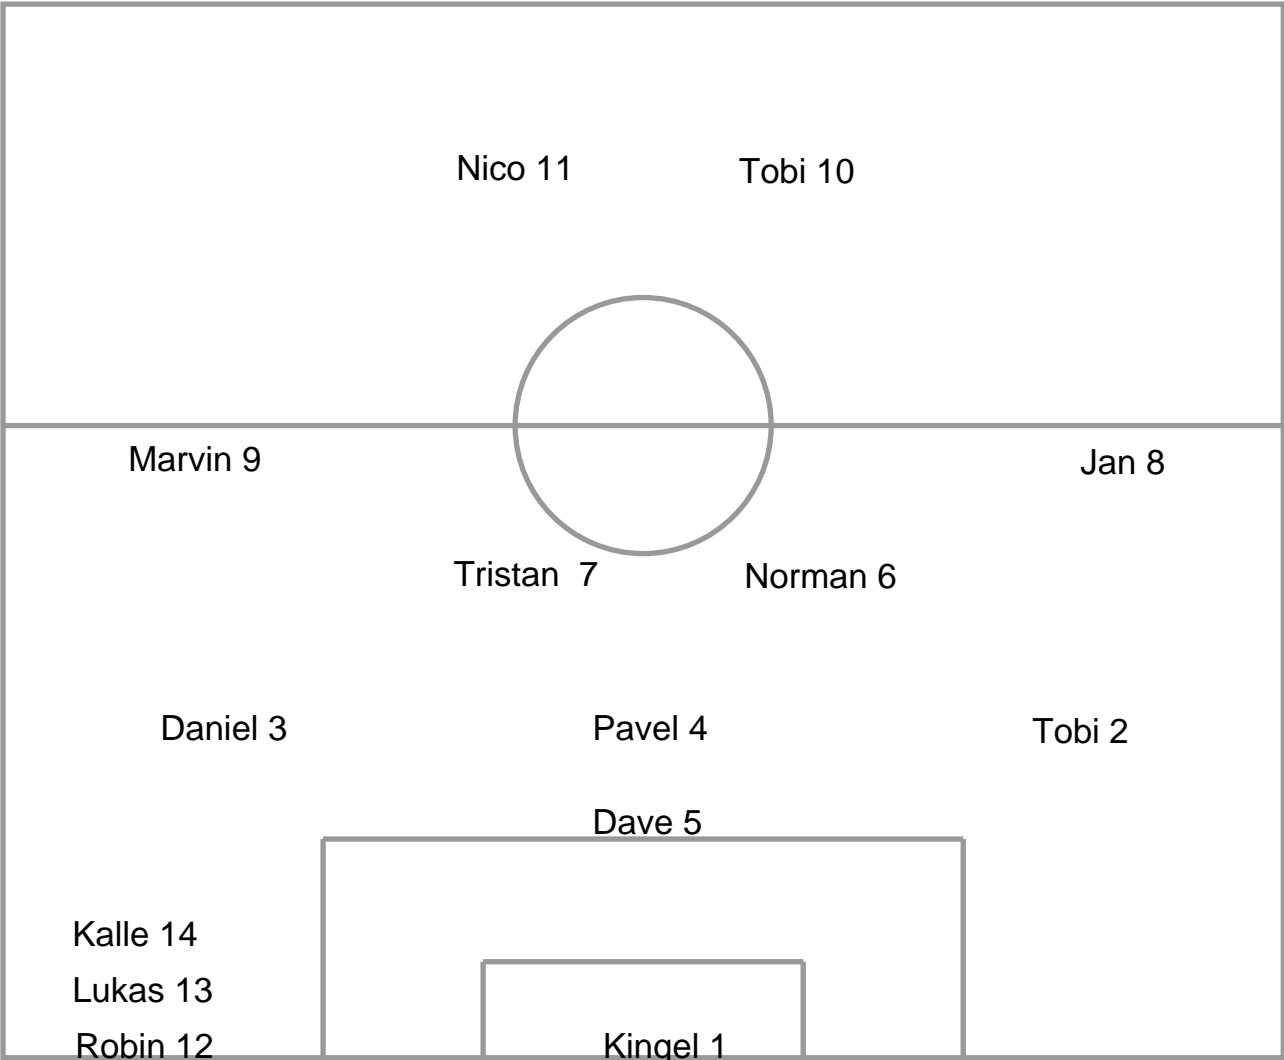 Nico 11
Tobi 10
Marvin 9
Jan 8
Tristan  7
Norman 6
Daniel 3
Pavel 4
Tobi 2
Dave 5
Kalle 14
Lukas 13
Robin 12
Kingel 1